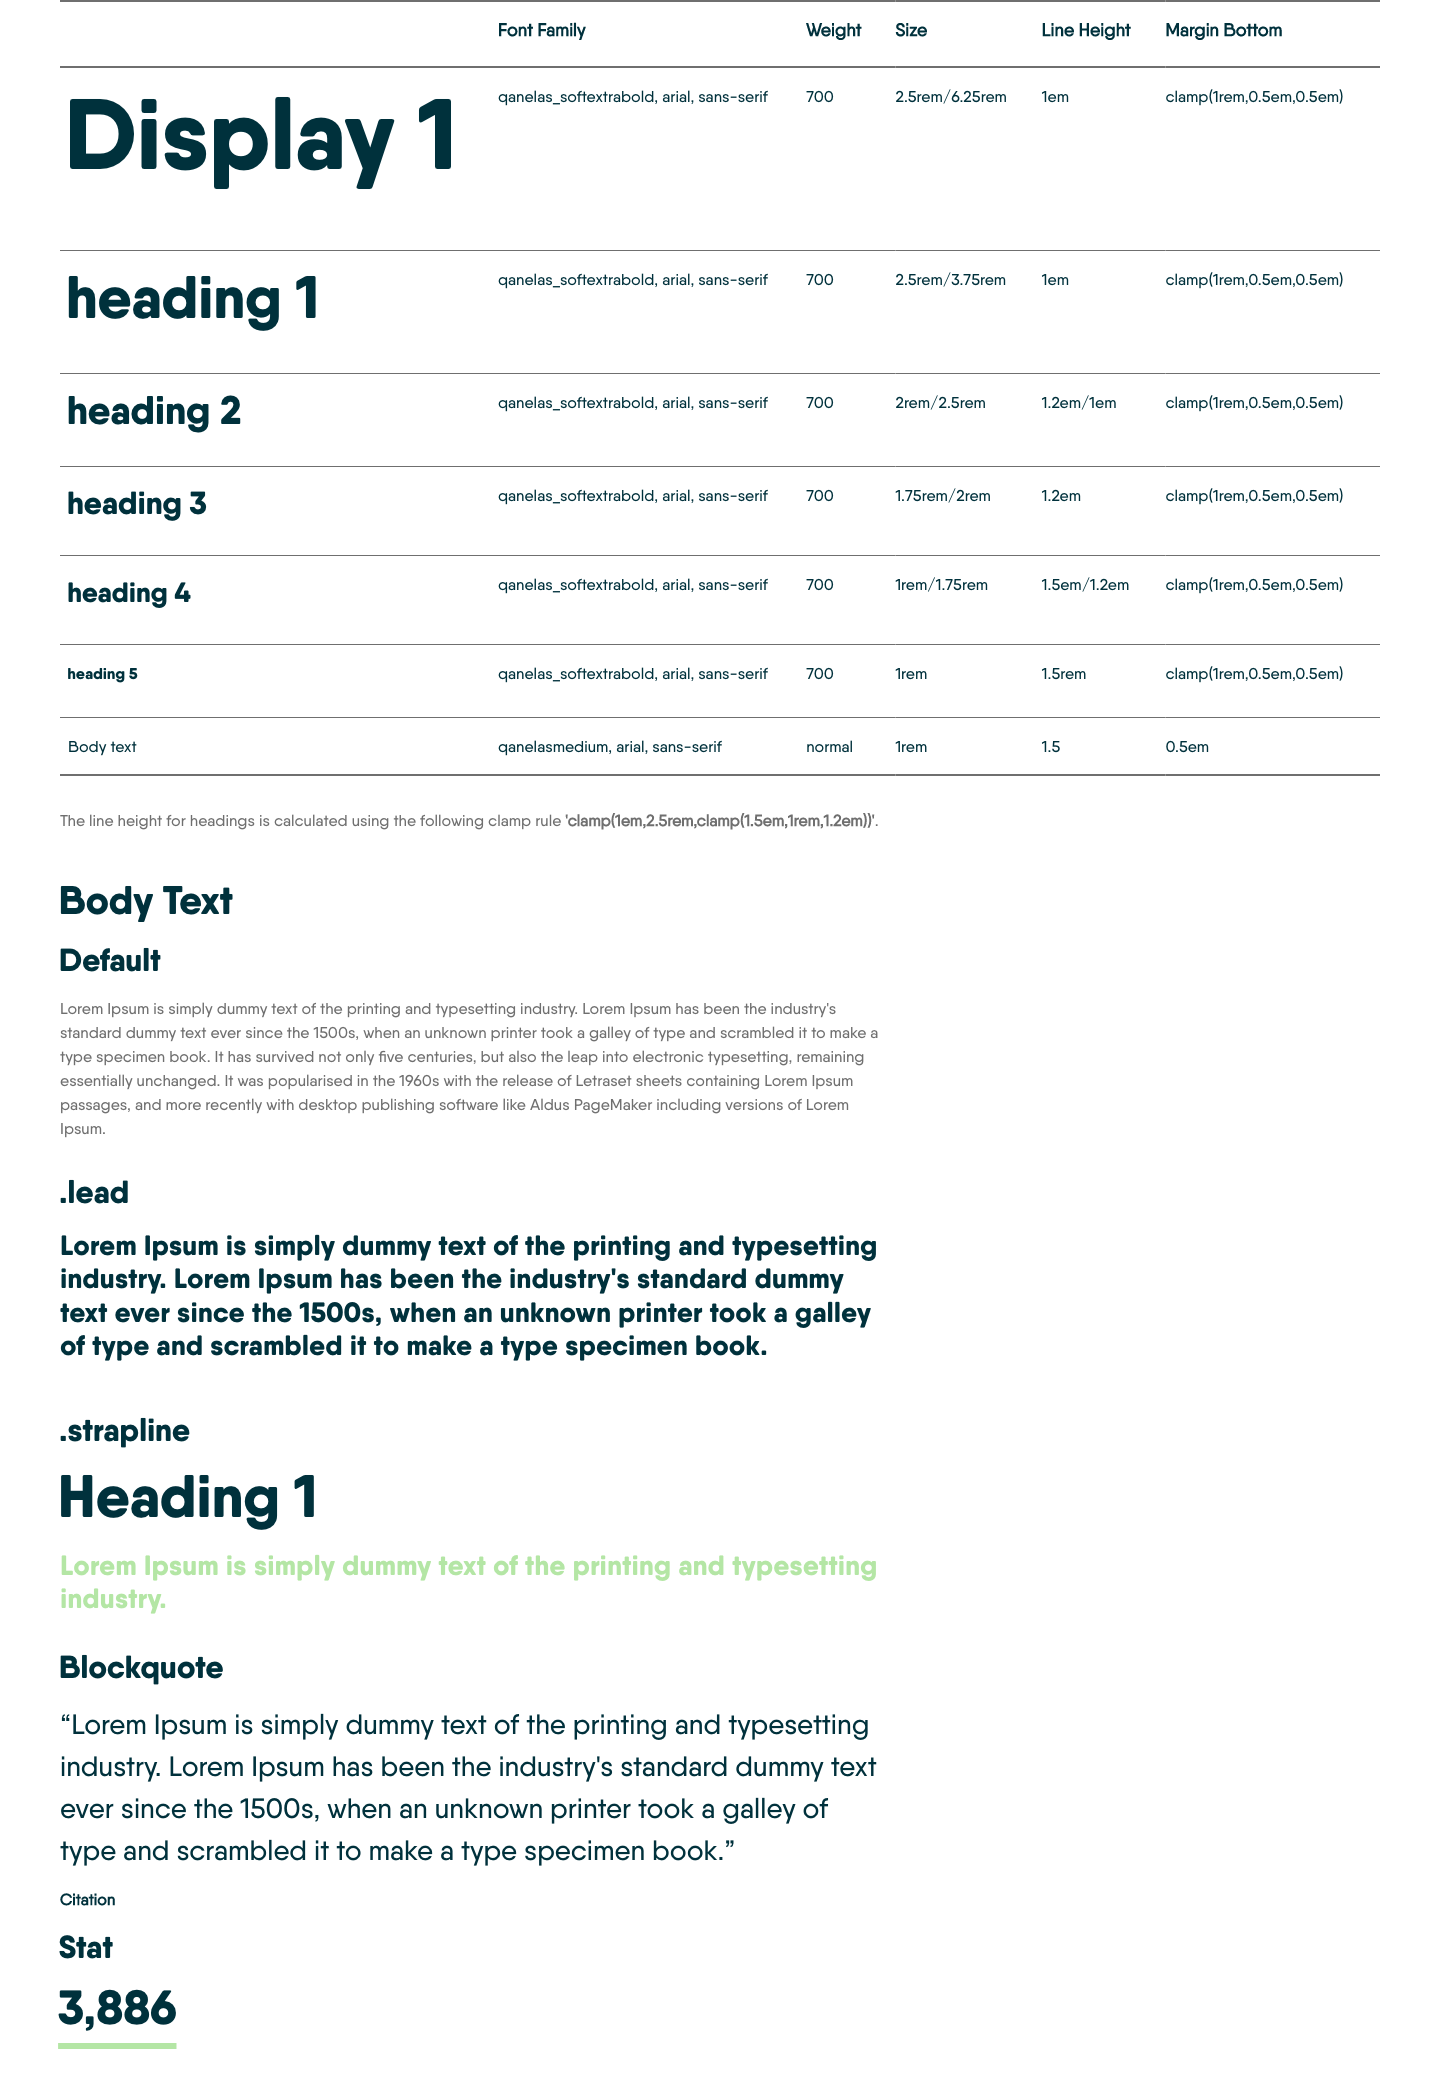 Font Family Weight Size Line Height Margin Bottom
Display 1 qanelas_softextrabold, arial, sans-serif 700 2.5rem/6.25rem 1em clamp(1rem,0.5em,0.5em)
heading 1 qanelas_softextrabold, arial, sans-serif 700 2.5rem/3.75rem 1em clamp(1rem,0.5em,0.5em)
heading 2 qanelas_softextrabold, arial, sans-serif 700 2rem/2.5rem 1.2em/1em clamp(1rem,0.5em,0.5em)
heading 3 qanelas_softextrabold, arial, sans-serif 700 1.75rem/2rem 1.2em clamp(1rem,0.5em,0.5em)
heading 4 qanelas_softextrabold, arial, sans-serif 700 1rem/1.75rem 1.5em/1.2em clamp(1rem,0.5em,0.5em)
heading 5 qanelas_softextrabold, arial, sans-serif 700 1rem 1.5rem clamp(1rem,0.5em,0.5em)
Body text qanelasmedium, arial, sans-serif normal 1rem 1.5 0.5em
The line height for headings is calculated using the following clamp rule 'clamp(1em,2.5rem,clamp(1.5em,1rem,1.2em))'.
Body Text
Default
Lorem Ipsum is simply dummy text of the printing and typesetting industry. Lorem Ipsum has been the industry's
standard dummy text ever since the 1500s, when an unknown printer took a galley of type and scrambled it to make a
type specimen book. It has survived not only five centuries, but also the leap into electronic typesetting, remaining
essentially unchanged. It was popularised in the 1960s with the release of Letraset sheets containing Lorem Ipsum
passages, and more recently with desktop publishing software like Aldus PageMaker including versions of Lorem
Ipsum.
.lead
Lorem Ipsum is simply dummy text of the printing and typesetting
industry. Lorem Ipsum has been the industry's standard dummy
text ever since the 1500s, when an unknown printer took a galley
of type and scrambled it to make a type specimen book.
.strapline
Heading 1
Lorem Ipsum is simply dummy text of the printing and typesetting
industry.
Blockquote
“Lorem Ipsum is simply dummy text of the printing and typesetting
industry. Lorem Ipsum has been the industry's standard dummy text
ever since the 1500s, when an unknown printer took a galley of
type and scrambled it to make a type specimen book.”
Citation
Stat
3,886